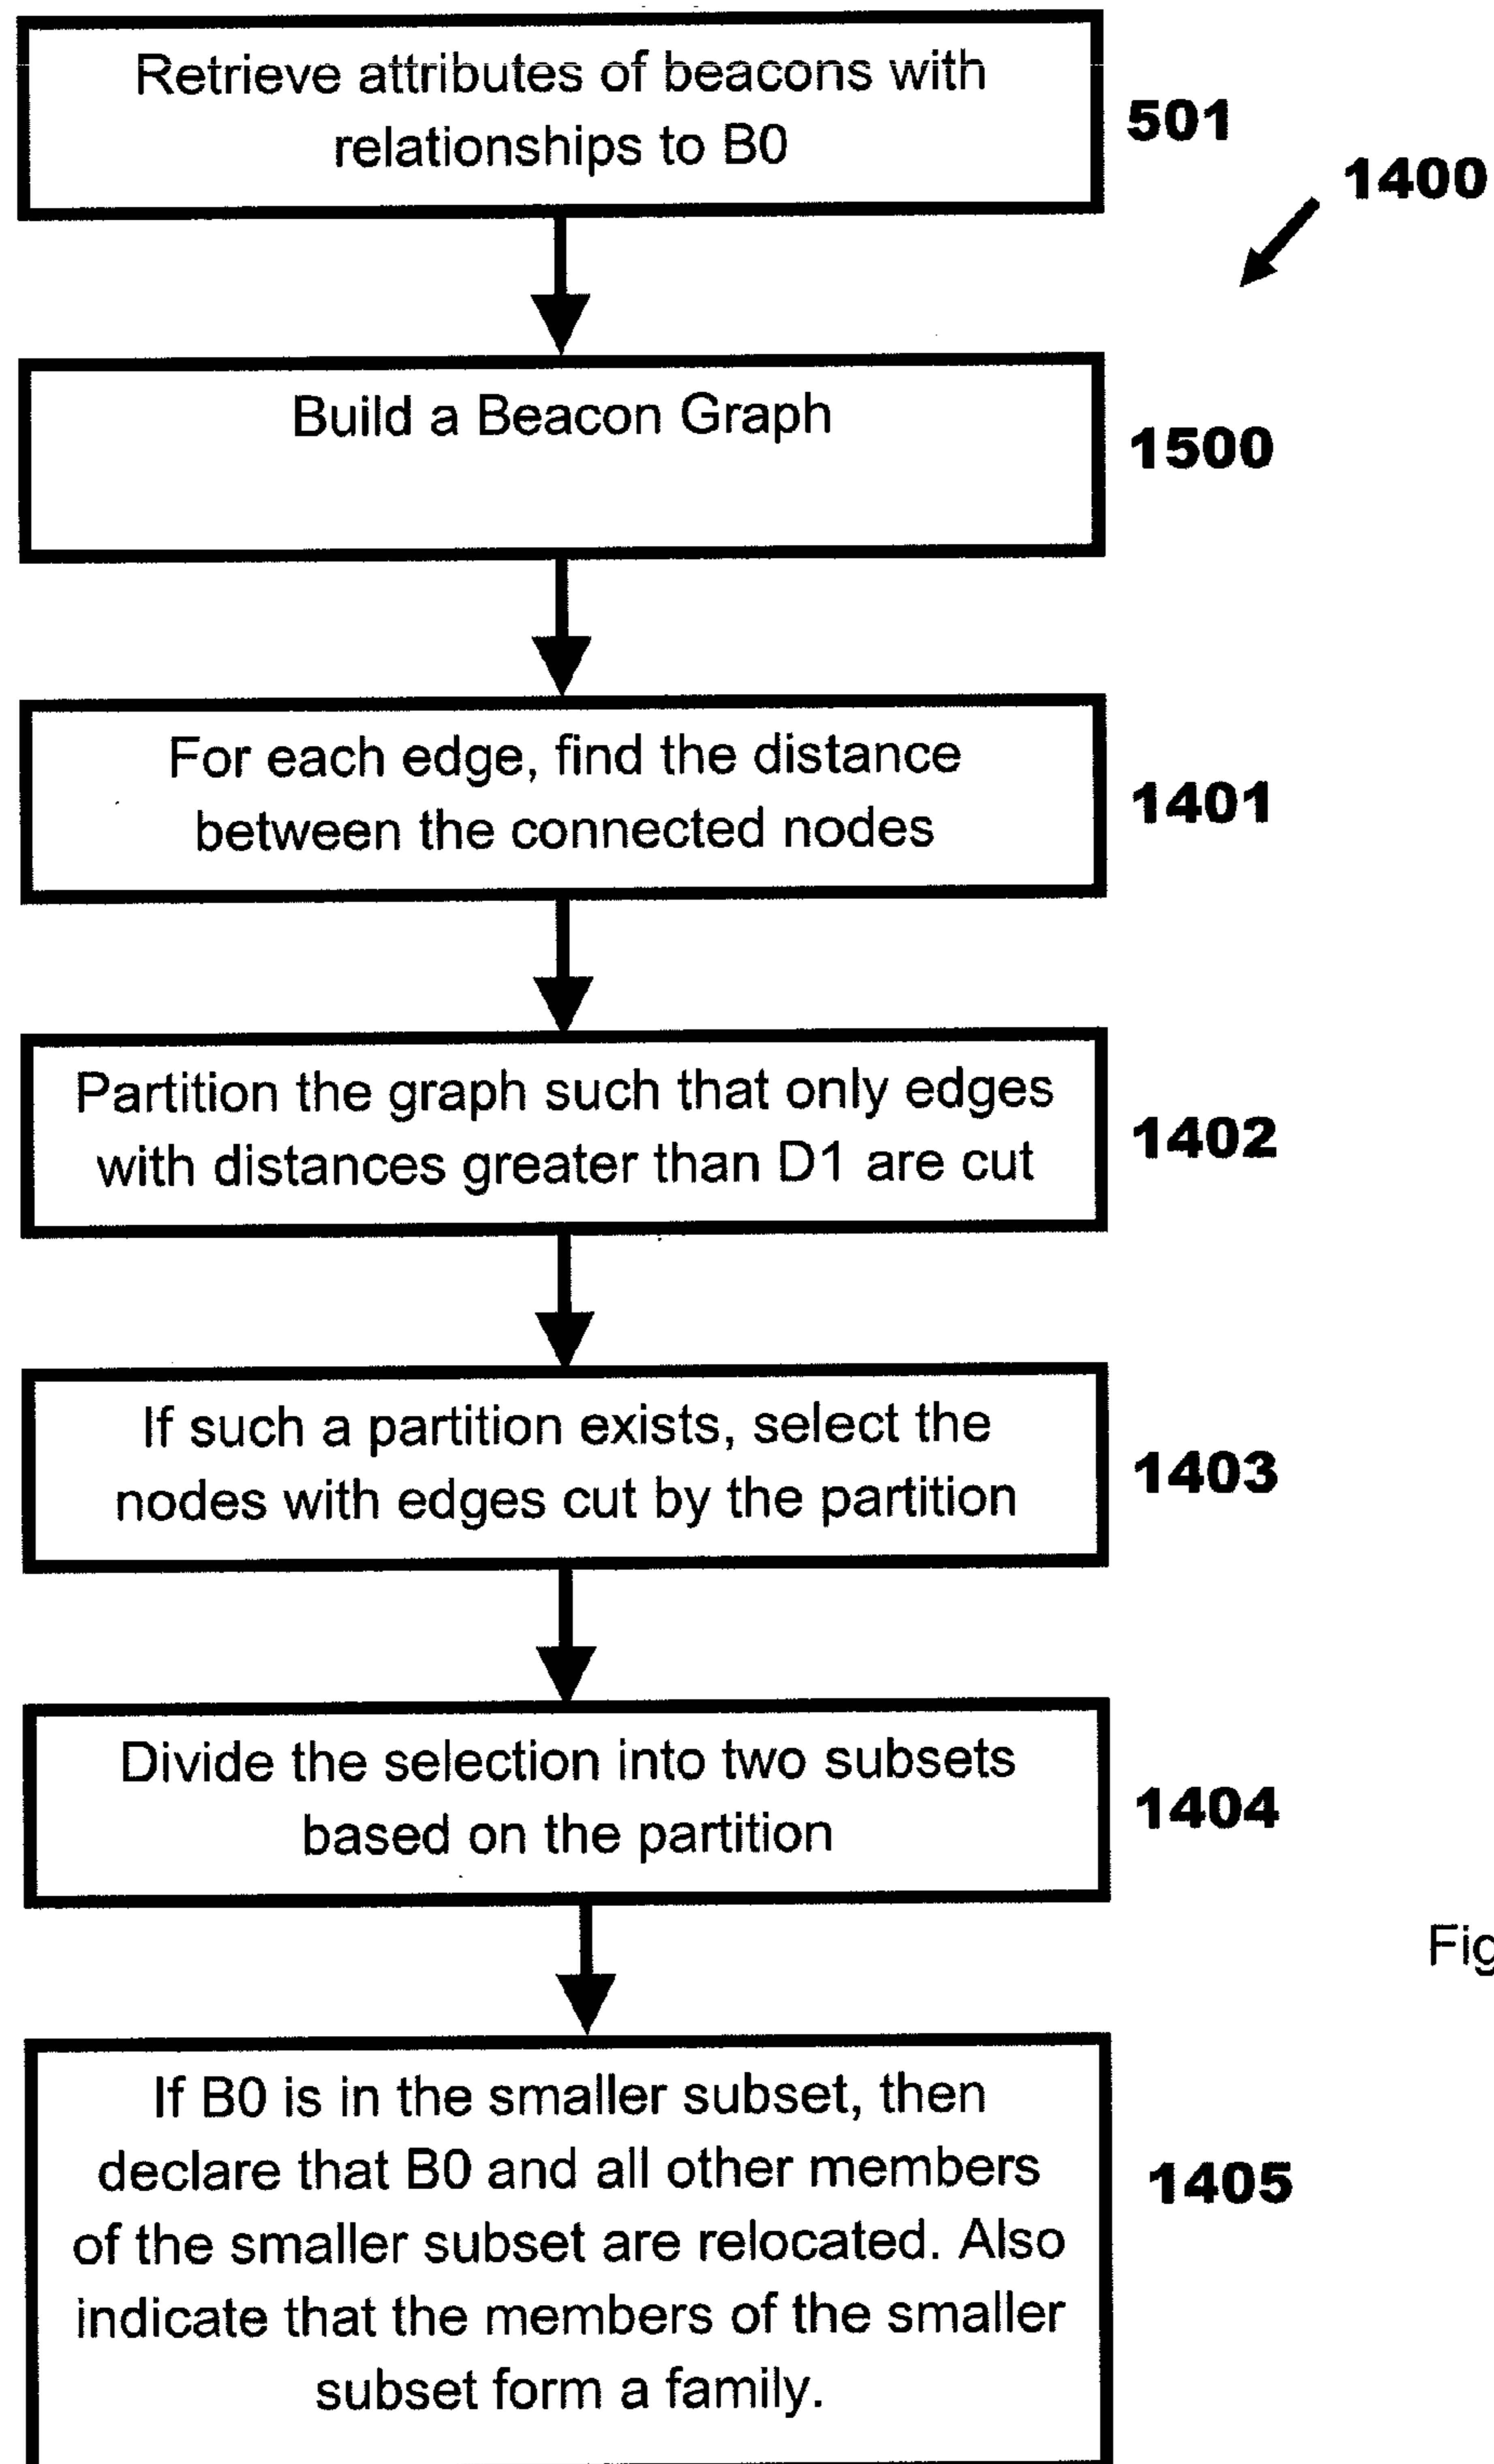 Retrieve attributes of beacons with
relationships to B0
501
1400
Build a Beacon Graph
1500
For each edge, find the distance
between the connected nodes
1401
Partition the graph such that only edges
with distances greater than D1 are cut
1402
If such a partition exists, select the
nodes with edges cut by the partition
1403
Divide the selection into two subsets
based on the partition
1404
Fig
If B0 is in the smaller subset, then
declare that B0 and all other members
of the smaller subset are relocated. Also
indicate that the members of the smaller
subset form a family.
1405